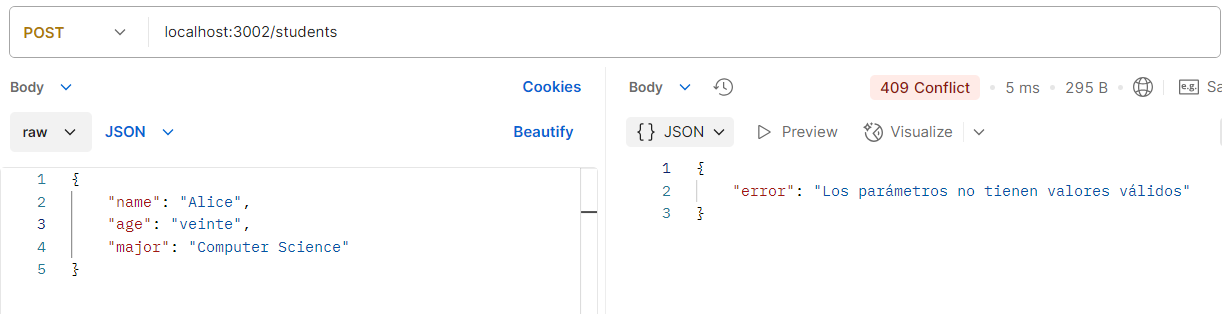 POST localhost:3002/students
Body Cookies
raw JSON Beautify
1 {
2 "name": "Alice",
3 "age": "veinte",
4 "major": "Computer Science"
5 }
Body 409 Conflict 5 ms 295 B e.g. Sa
{} JSON Preview Visualize
1 {
2 "error": "Los parámetros no tienen valores válidos"
3 }